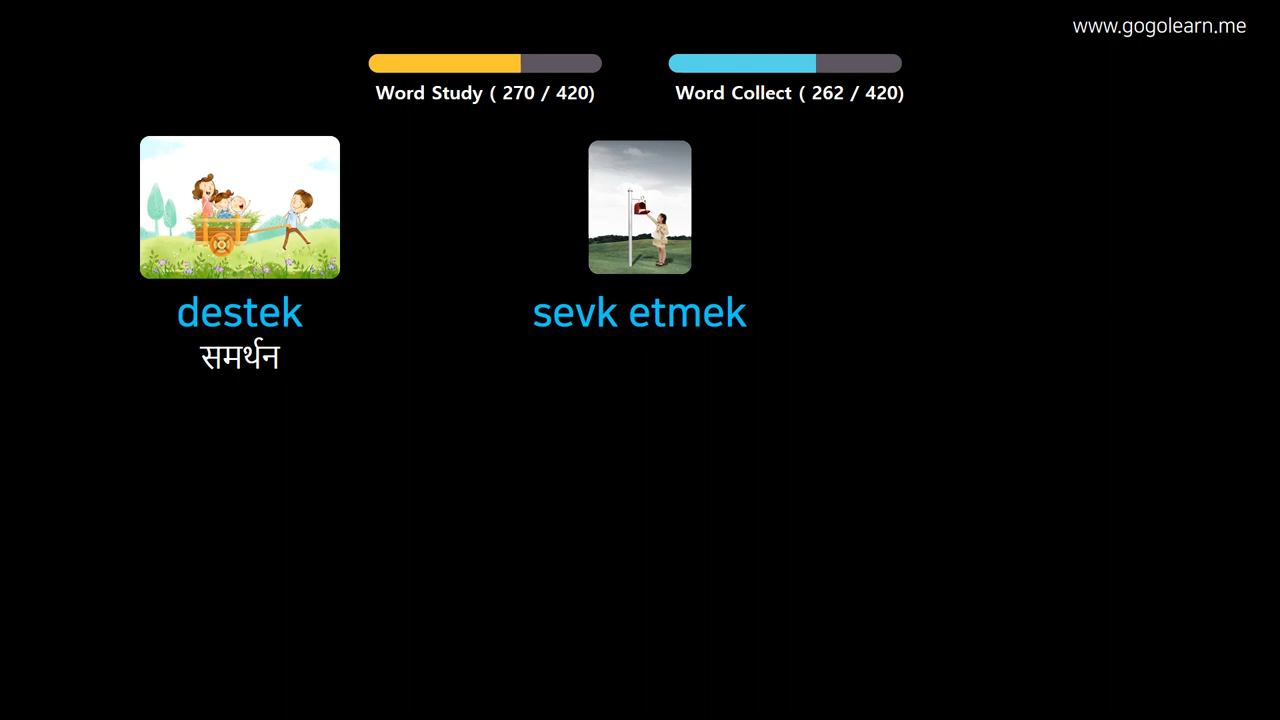 www.gogolearn.me
Word Study ( 270 / 420)
Word Collect ( 262 / 420)
destek
समर्थन
sevk etmek